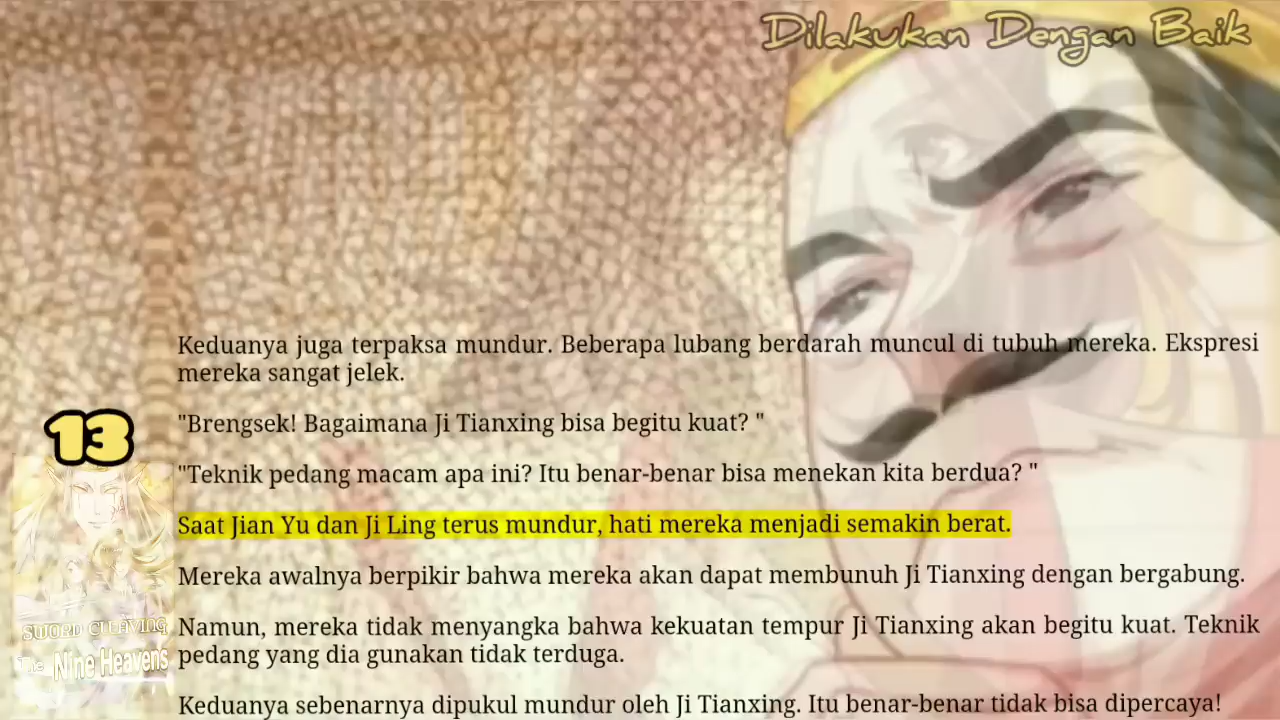 Dilakukan Dengan Baik
Keduanya juga terpaksa mundur. Beberapa lubang berdarah muncul di tubuh mereka. Ekspresi
mereka sangat jelek.
"Brengsek! Bagaimana Ji Tianxing bisa begitu kuat? "
"Teknik pedang macam apa ini? Itu benar-benar bisa menekan kita berdua? "
Saat Jian Yu dan Ji Ling terus mundur, hati mereka menjadi semakin berat.
Mereka awalnya berpikir bahwa mereka akan dapat membunuh Ji Tianxing dengan bergabung.
Namun, mereka tidak menyangka bahwa kekuatan tempur Ji Tianxing akan begitu kuat. Teknik
pedang yang dia gunakan tidak terduga.
Keduanya sebenarnya dipukul mundur oleh Ji Tianxing. Itu benar-benar tidak bisa dipercaya!
13
SWORD CLEAVING
The Nine Heavens